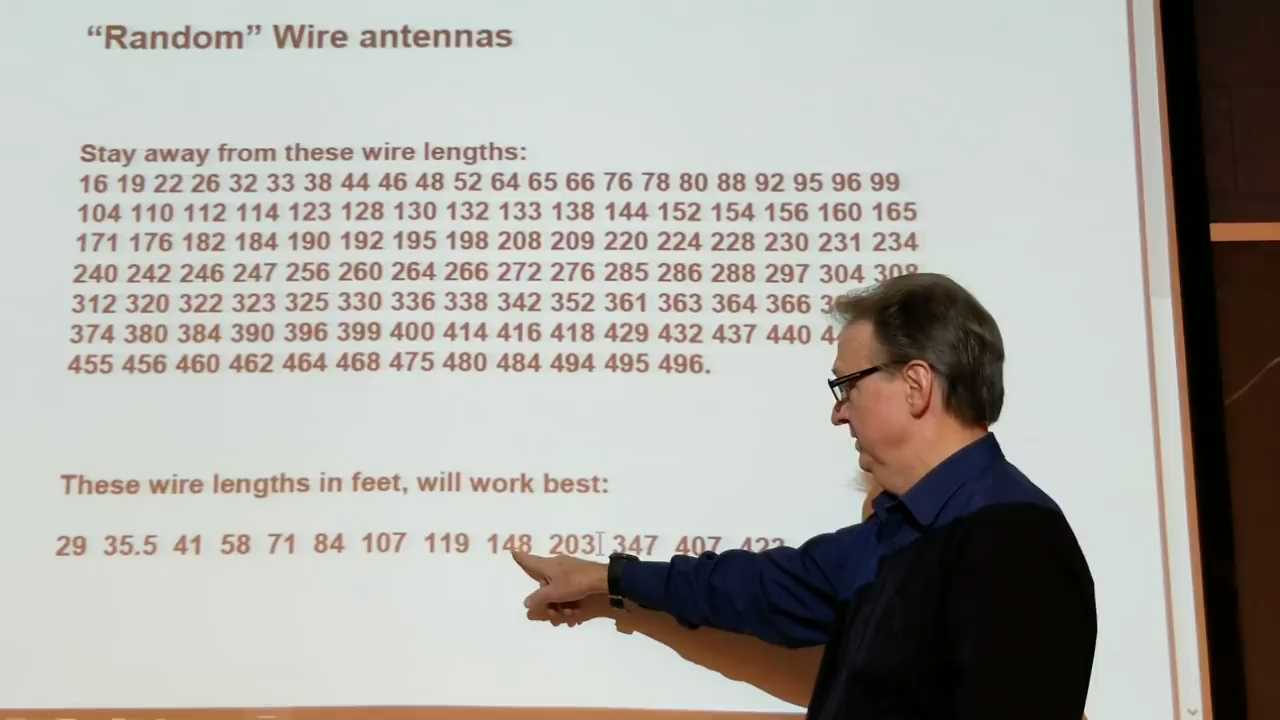 “Random” Wire antennas
Stay away from these wire lengths:
16 19 22 26 32 33 38 44 46 48 52 64 65 66 76 78 80 88 92 95 96 99
104 110 112 114 123 128 130 132 133 138 144 152 154 156 160 165
171 176 182 184 190 192 195 198 208 209 220 224 228 230 231 234
240 242 246 247 256 260 264 266 272 276 285 286 288 297 304 308
312 320 322 323 325 330 336 338 342 352 361 363 364 366
374 380 384 390 396 399 400 414 416 418 429 432 437 440
455 456 460 462 464 468 475 480 484 494 495 496.
These wire lengths in feet, will work best:
29 35.5 41 58 71 84 107 119 148 203 347 407 423